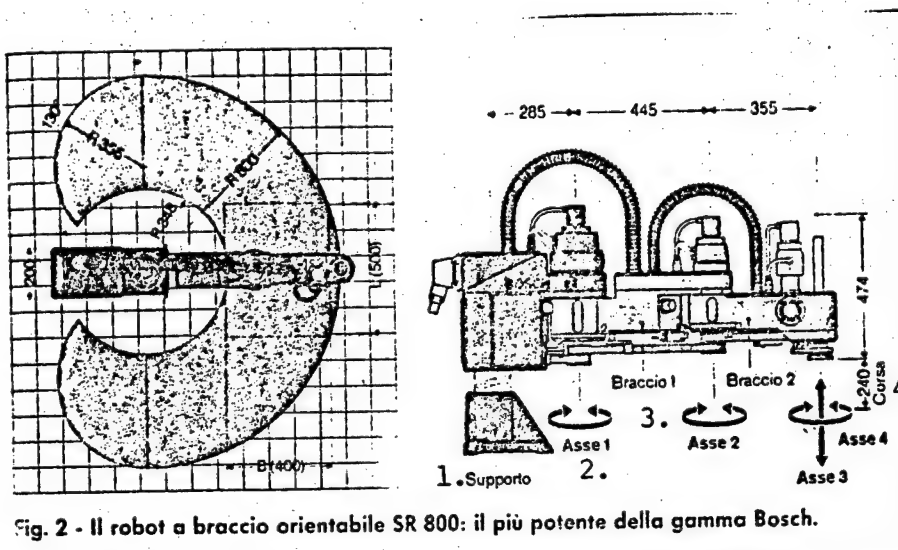 130°
R 355
R 800
200
L(500)
B(400)
285 445 355
474
240
Corsa
Braccio 1 Braccio 2
3.
Asse 1 Asse 2 Asse 4
1.Supporto 2. Asse 3
Fig. 2 - Il robot a braccio orientabile SR 800: il più potente della gamma Bosch.